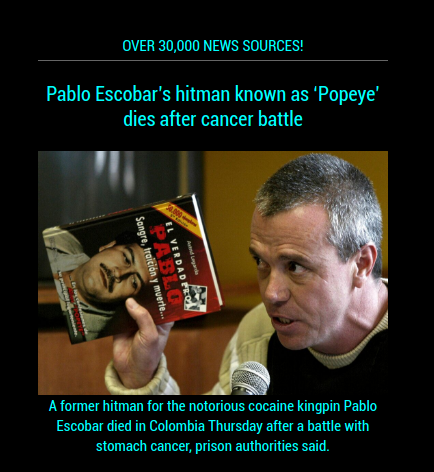 OVER 30,000 NEWS SOURCES!
Pablo Escobar's hitman known as ‘Popeye’
dies after cancer battle
EL VERDADERO
PABLO
Sangre, traición y muerte...
A former hitman for the notorious cocaine kingpin Pablo
Escobar died in Colombia Thursday after a battle with
stomach cancer, prison authorities said.